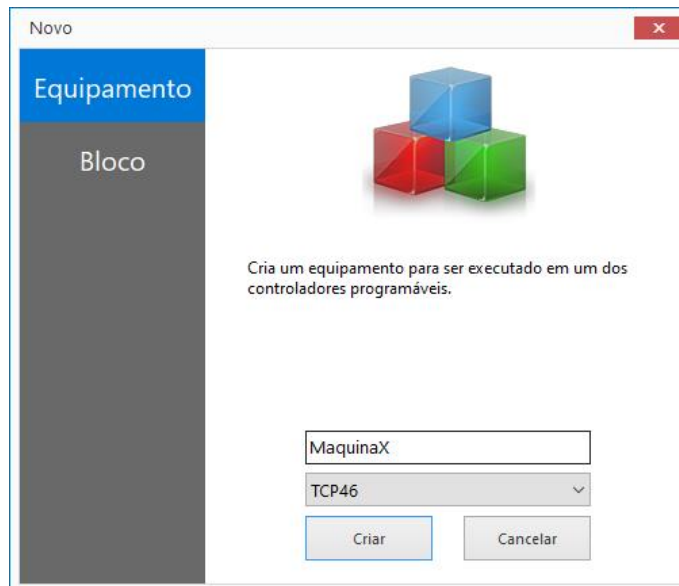 Novo
Equipamento
Bloco
Cria um equipamento para ser executado em um dos
controladores programáveis.
MaquinaX
TCP46
Criar
Cancelar